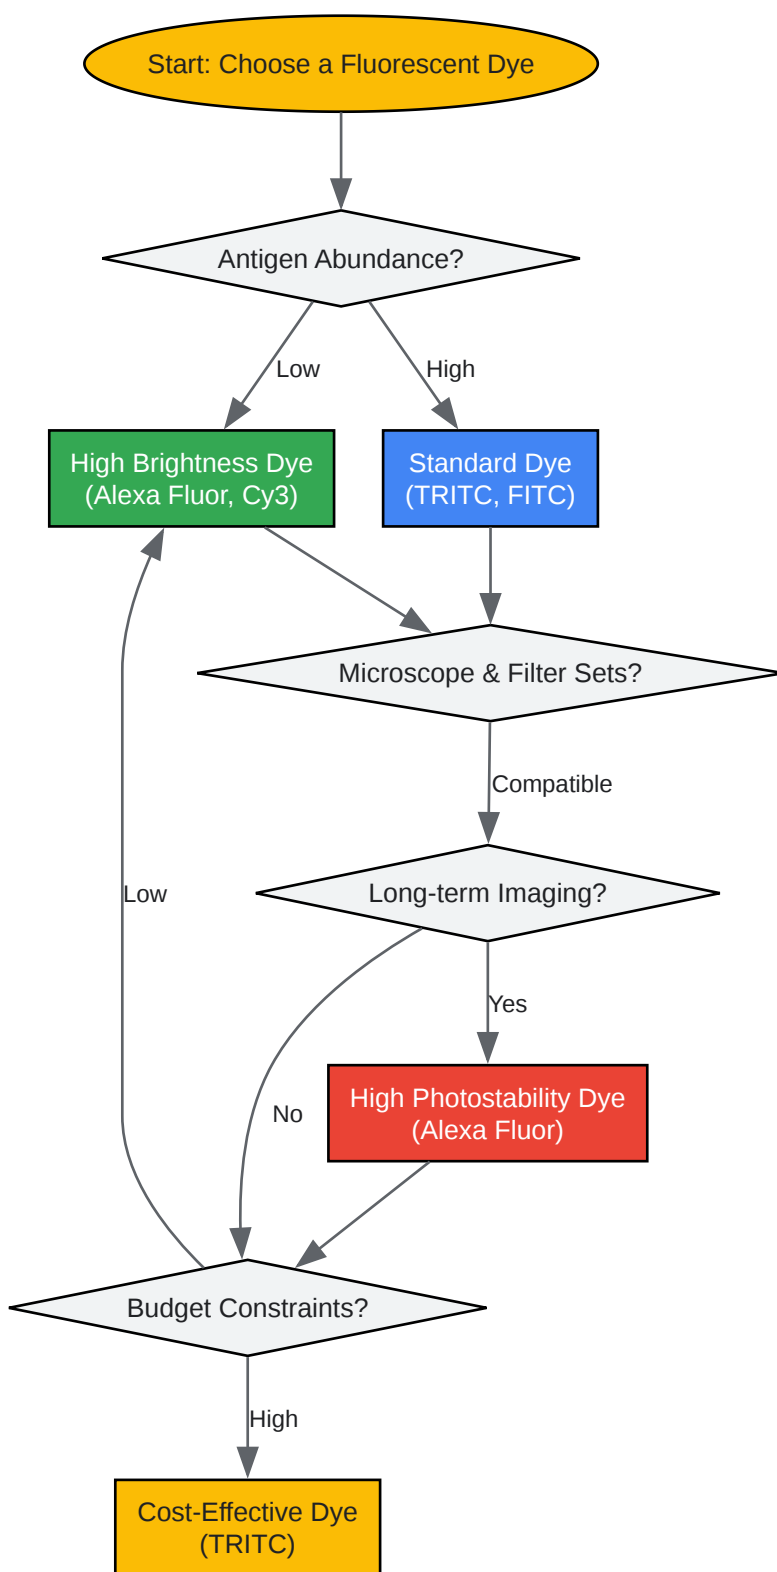 Start: Choose a Fluorescent Dye
Antigen Abundance?
Low
High
High Brightness Dye
(Alexa Fluor, Cy3)
Standard Dye
(TRITC, FITC)
Microscope & Filter Sets?
Compatible
Long-term Imaging?
Low
Yes
High Photostability Dye
(Alexa Fluor)
No
Budget Constraints?
High
Cost-Effective Dye
(TRITC)